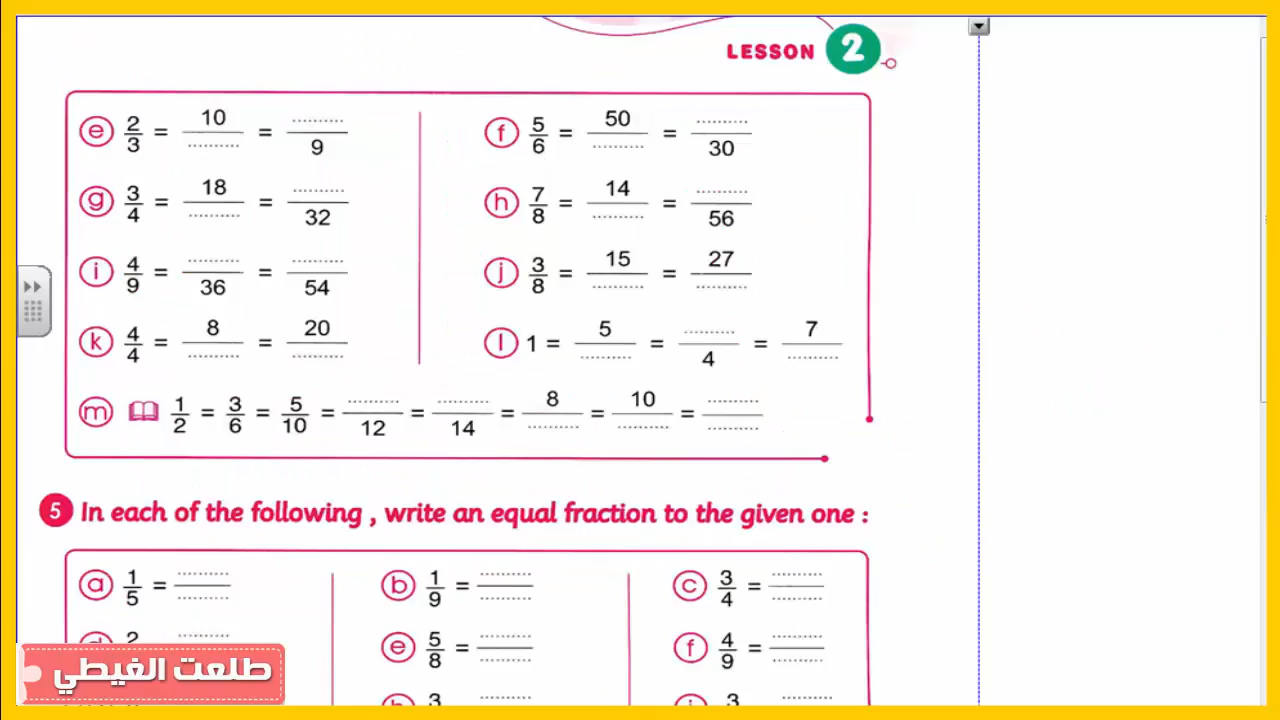 LESSON 2
e 2/3 = 10/......... = ........./9
f 5/6 = 50/......... = ........./30
g 3/4 = 18/......... = ........./32
h 7/8 = 14/......... = ........./56
i 4/9 = ........./36 = ........./54
j 3/8 = 15/......... = 27/.........
k 4/4 = 8/......... = 20/.........
l 1 = 5/......... = ........./4 = 7/.........
m 1/2 = 3/6 = 5/10 = ........./12 = ........./14 = 8/......... = 10/......... = ........./.........
5 In each of the following , write an equal fraction to the given one :
a 1/5 = ........./.........
b 1/9 = ........./.........
c 3/4 = ........./.........
e 5/8 = ........./.........
f 4/9 = ........./.........
طلعت الغيطي